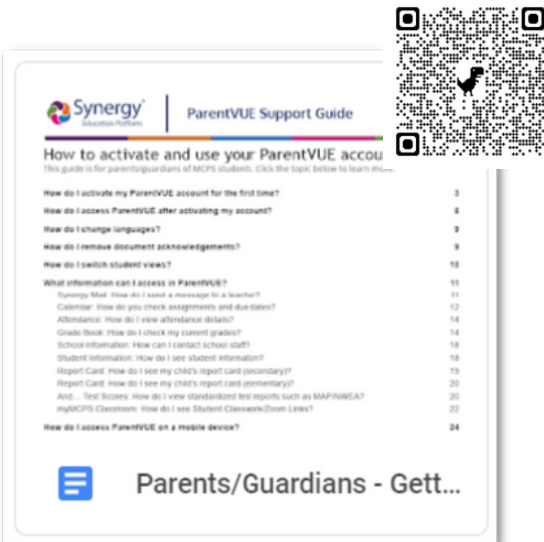 Synergy
Education Platform
ParentVUE Support Guide
How to activate and use your ParentVUE accou
This guide is for parents/guardians of MCPS students. Click the topic below to learn more.
How do I activate my ParentVUE account for the first time? 3
How do I access ParentVUE after activating my account? 8
How do I change languages? 9
How do I remove document acknowledgements? 9
How do I switch student views? 10
What information can I access in ParentVUE? 11
Synergy Mail: How do I send a message to a teacher? 11
Calendar: How do you check assignments and due dates? 12
Attendance: How do I view attendance details? 14
Grade Book: How do I check my current grades? 14
School Information: How can I contact school staff? 18
Student Information: How do I see student information? 18
Report Card: How do I see my child's report card (secondary)? 19
Report Card: How do I see my child's report card (elementary)? 20
And... Test Scores: How do I view standardized test reports such as MAP/NWEA? 20
myMCPS Classroom: How do I see Student Classwork/Zoom Links? 22
How do I access ParentVUE on a mobile device? 24
Parents/Guardians - Gett...